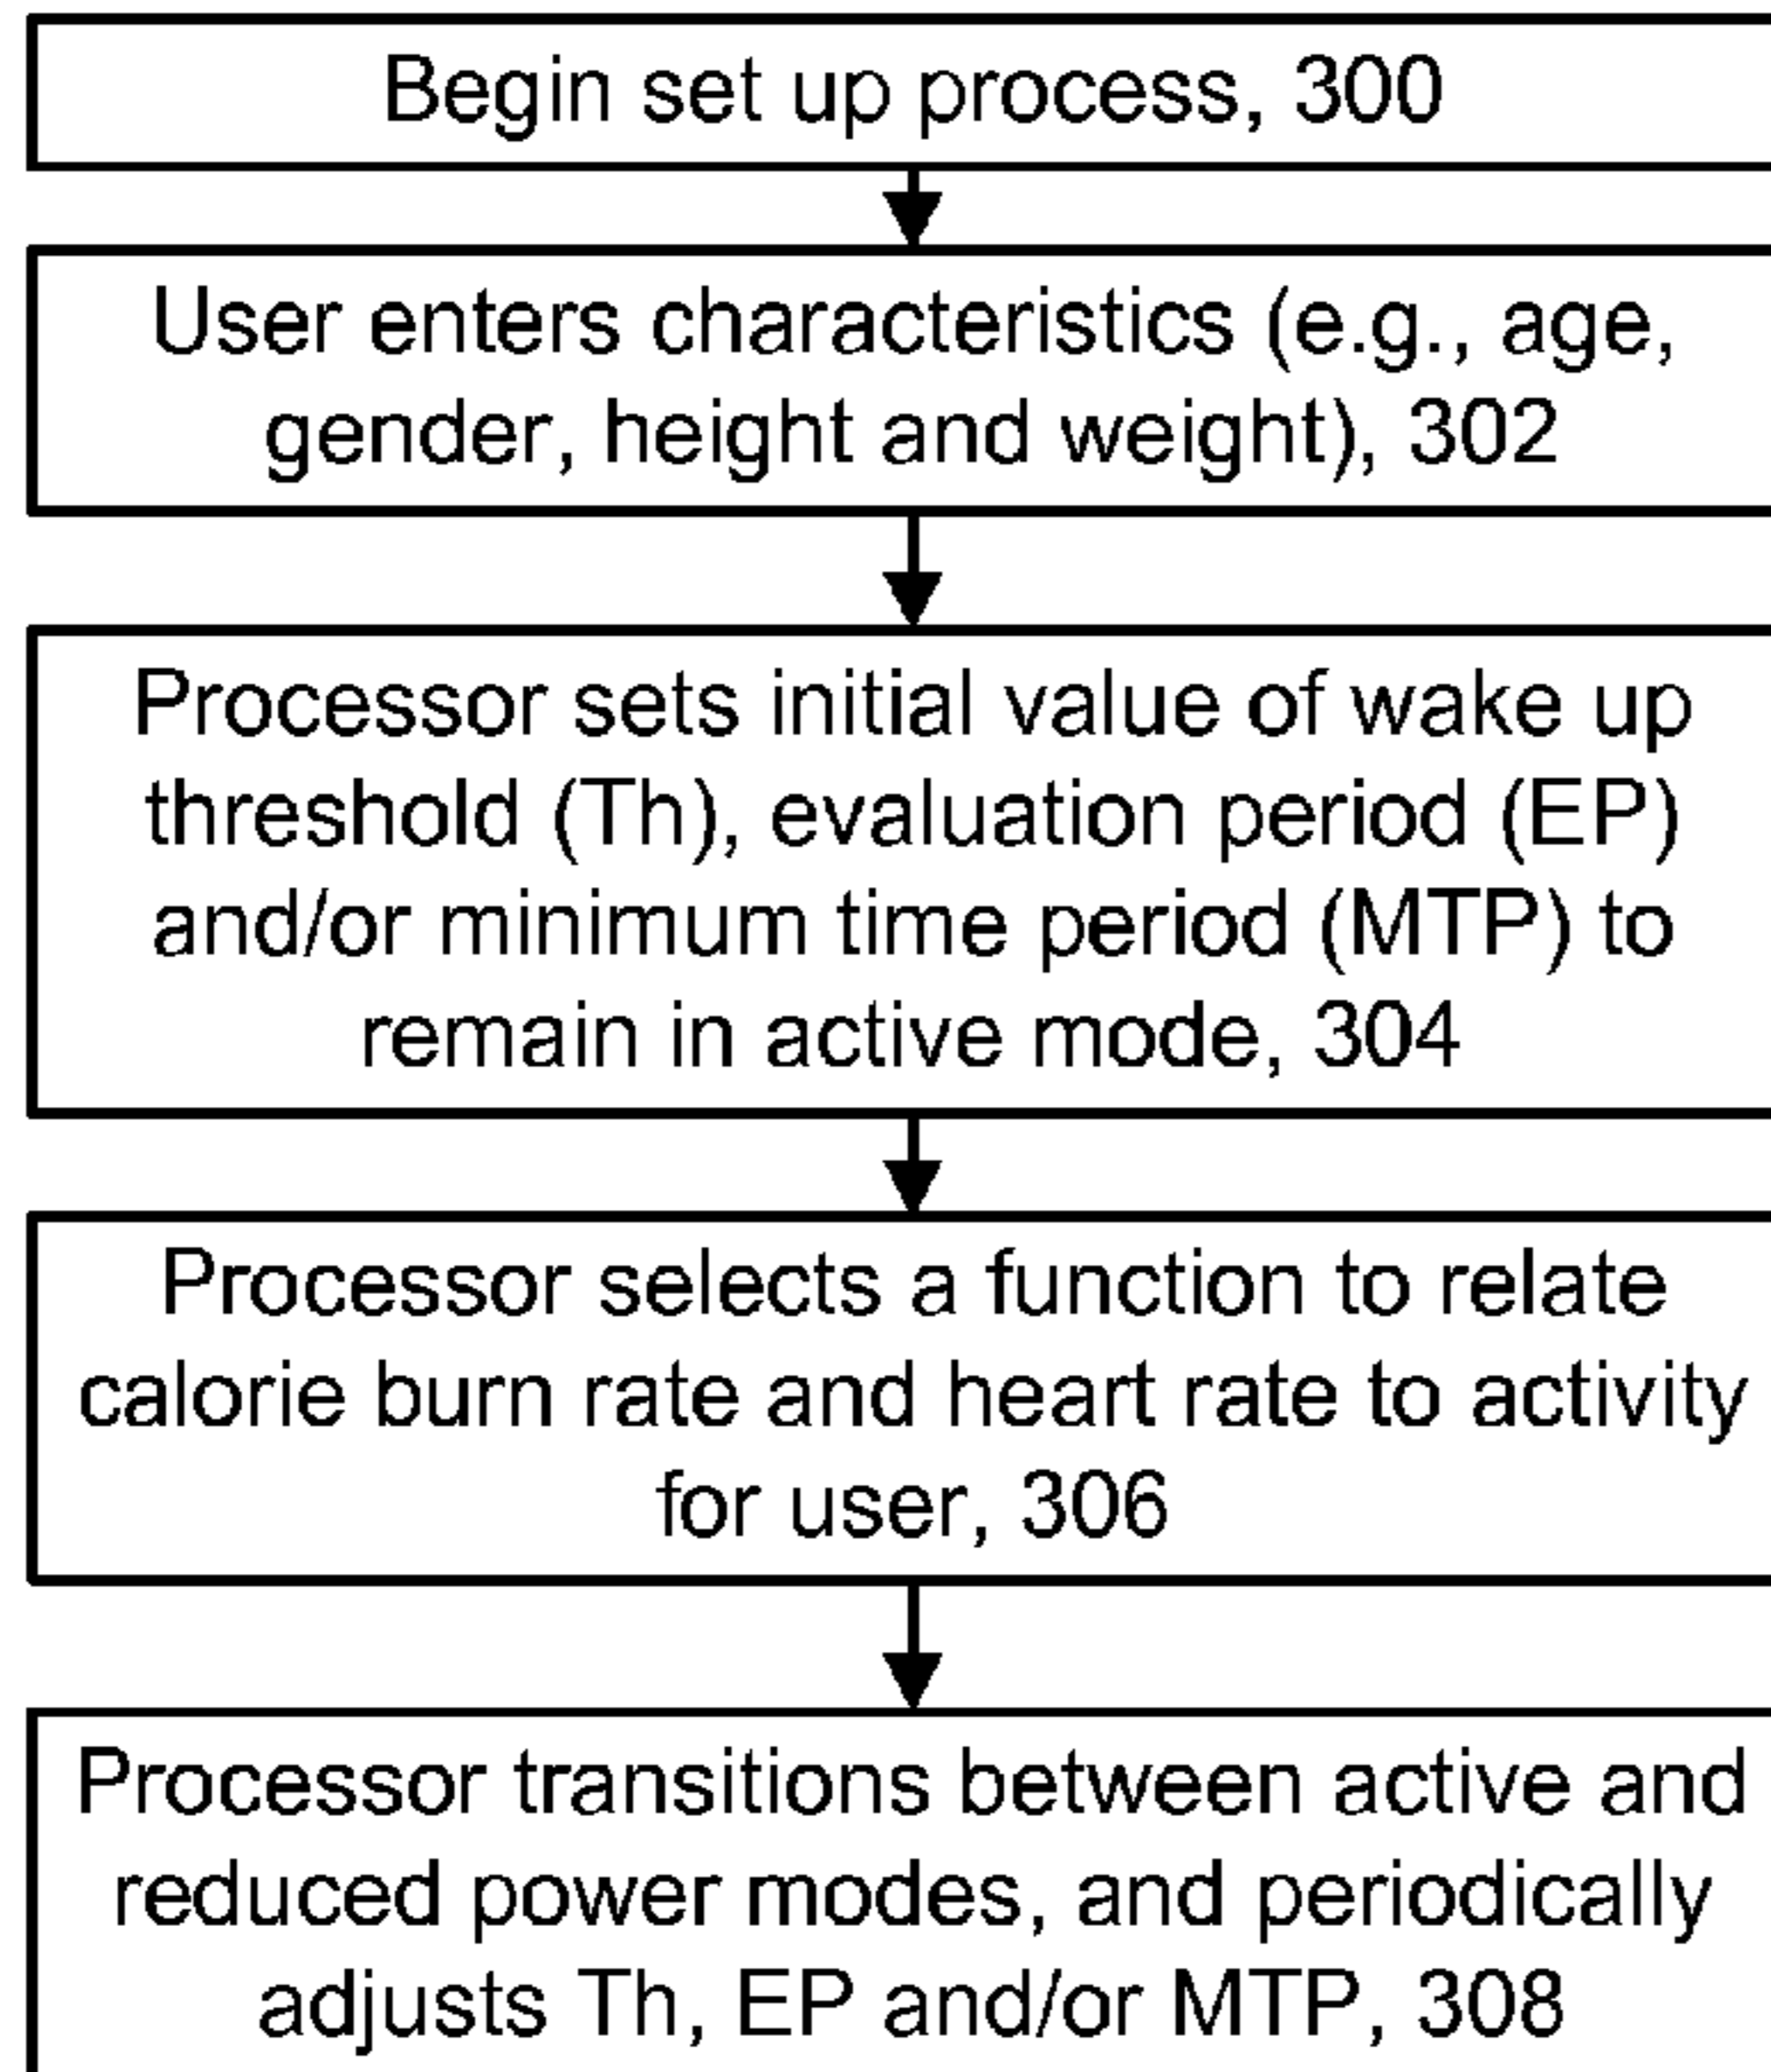 Begin set up process, 300
User enters characteristics (e.g., age,
gender, height and weight), 302
Processor sets initial value of wake up
threshold (Th), evaluation period (EP)
and/or minimum time period (MTP) to
remain in active mode, 304
Processor selects a function to relate
calorie burn rate and heart rate to activity
for user, 306
Processor transitions between active and
reduced power modes, and periodically
adjusts Th, EP and/or MTP, 308